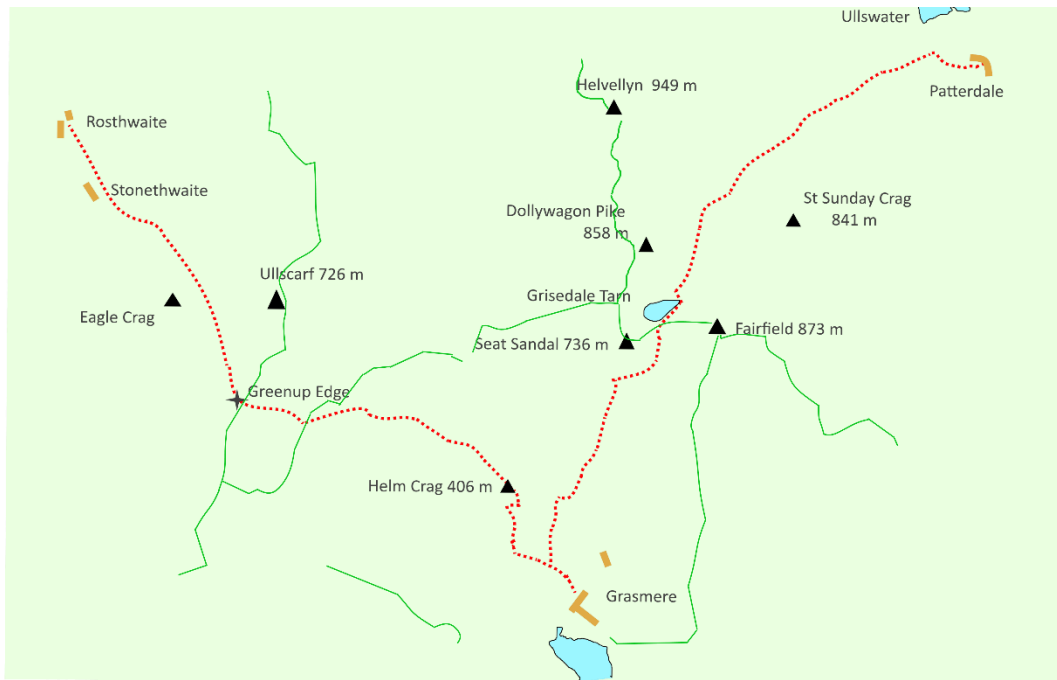 Ullswater
Helvellyn 949 m
Patterdale
Rosthwaite
Stonethwaite
St Sunday Crag
841 m
Dollywagon Pike
858 m
Ullscarf 726 m
Grisedale Tarn
Eagle Crag
Fairfield 873 m
Seat Sandal 736 m
Greenup Edge
Helm Crag 406 m
Grasmere